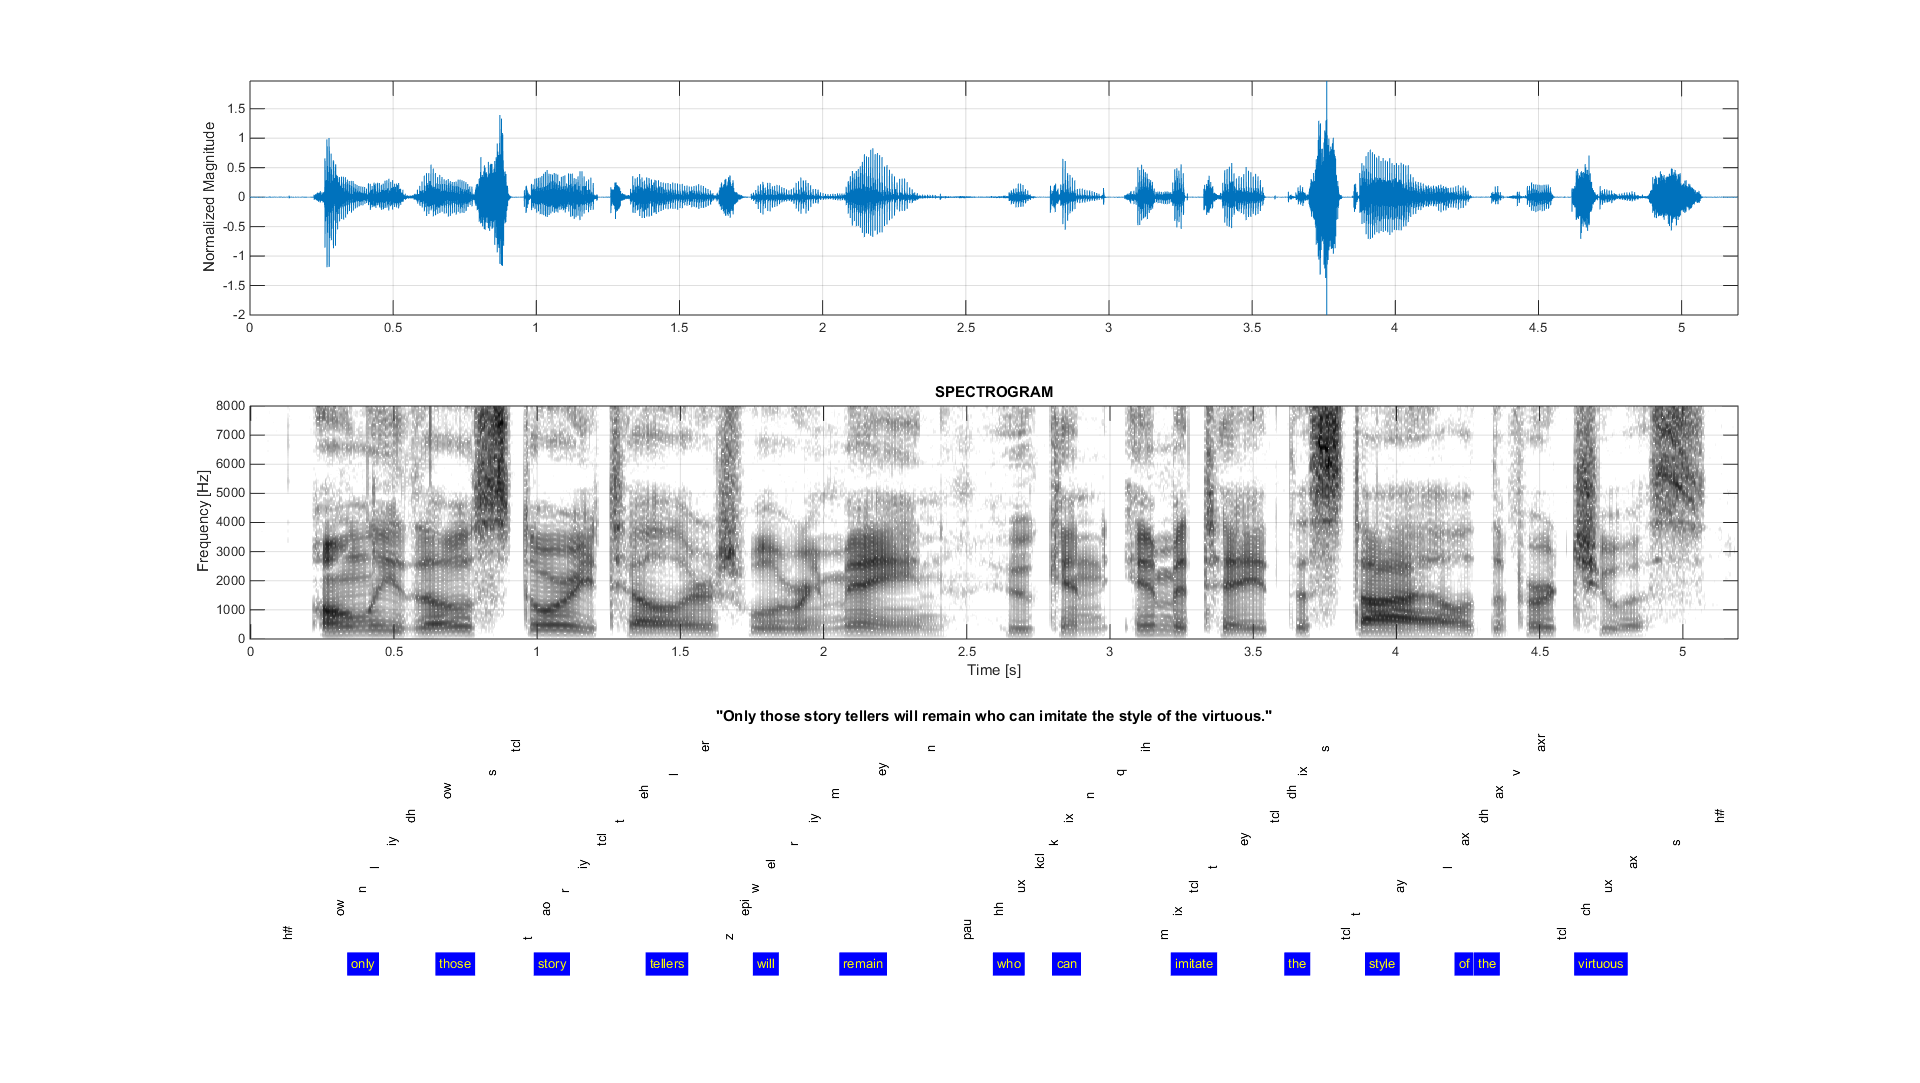 Normalized Magnitude
1.5
1
0.5
0
-0.5
-1
-1.5
-2
0 0.5 1 1.5 2 2.5 3 3.5 4 4.5 5
SPECTROGRAM
Frequency [Hz]
8000
7000
6000
5000
4000
3000
2000
1000
0
0 0.5 1 1.5 2 2.5 3 3.5 4 4.5 5
Time [s]
"Only those story tellers will remain who can imitate the style of the virtuous."
h# ow n l iy dh ow s tcl
t ao r iy tcl t eh l er
z epi w el r iy m ey n
pau hh ux kcl k ix n q ih
m ix tcl t ey tcl dh ix s
tcl t ay l ax dh ax v axr
tcl ch ux ax s h#
only those story tellers will remain who can imitate the style of the virtuous